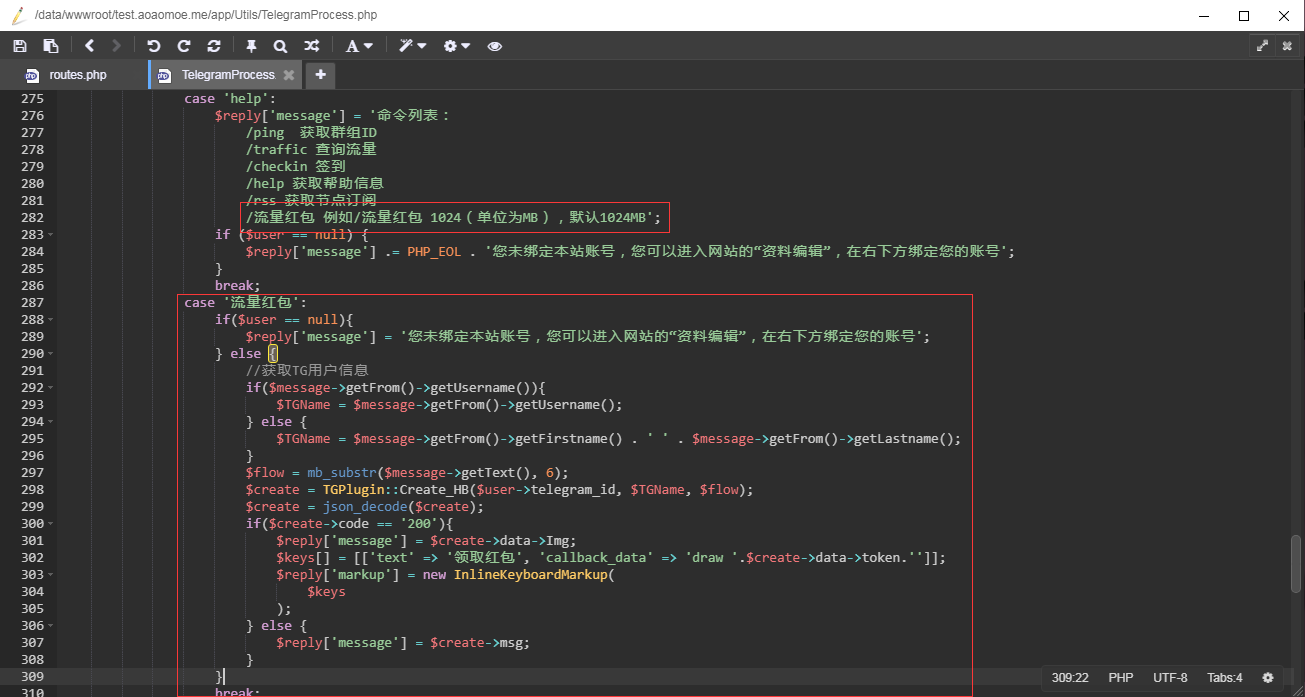 /data/wwwroot/test.aoaomoe.me/app/Utils/TelegramProcess.php
routes.php
TelegramProcess.
275 case 'help':
276 $reply['message'] = '命令列表：
277 /ping 获取群组ID
278 /traffic 查询流量
279 /checkin 签到
280 /help 获取帮助信息
281 /rss 获取节点订阅
282 /流量红包 例如/流量红包 1024（单位为MB），默认1024MB';
283 if ($user == null) {
284 $reply['message'] .= PHP_EOL . '您未绑定本站账号，您可以进入网站的“资料编辑”，在右下方绑定您的账号';
285 }
286 break;
287 case '流量红包':
288 if($user == null){
289 $reply['message'] = '您未绑定本站账号，您可以进入网站的“资料编辑”，在右下方绑定您的账号';
290 } else {
291 //获取TG用户信息
292 if($message->getFrom()->getUsername()){
293 $TGName = $message->getFrom()->getUsername();
294 } else {
295 $TGName = $message->getFrom()->getFirstname() . ' ' . $message->getFrom()->getLastname();
296 }
297 $flow = mb_substr($message->getText(), 6);
298 $create = TGPlugin::Create_HB($user->telegram_id, $TGName, $flow);
299 $create = json_decode($create);
300 if($create->code == '200'){
301 $reply['message'] = $create->data->Img;
302 $keys[] = [['text' => '领取红包', 'callback_data' => 'draw '.$create->data->token.'']];
303 $reply['markup'] = new InlineKeyboardMarkup(
304 $keys
305 );
306 } else {
307 $reply['message'] = $create->msg;
308 }
309 }
310 break;
309:22 PHP UTF-8 Tabs:4